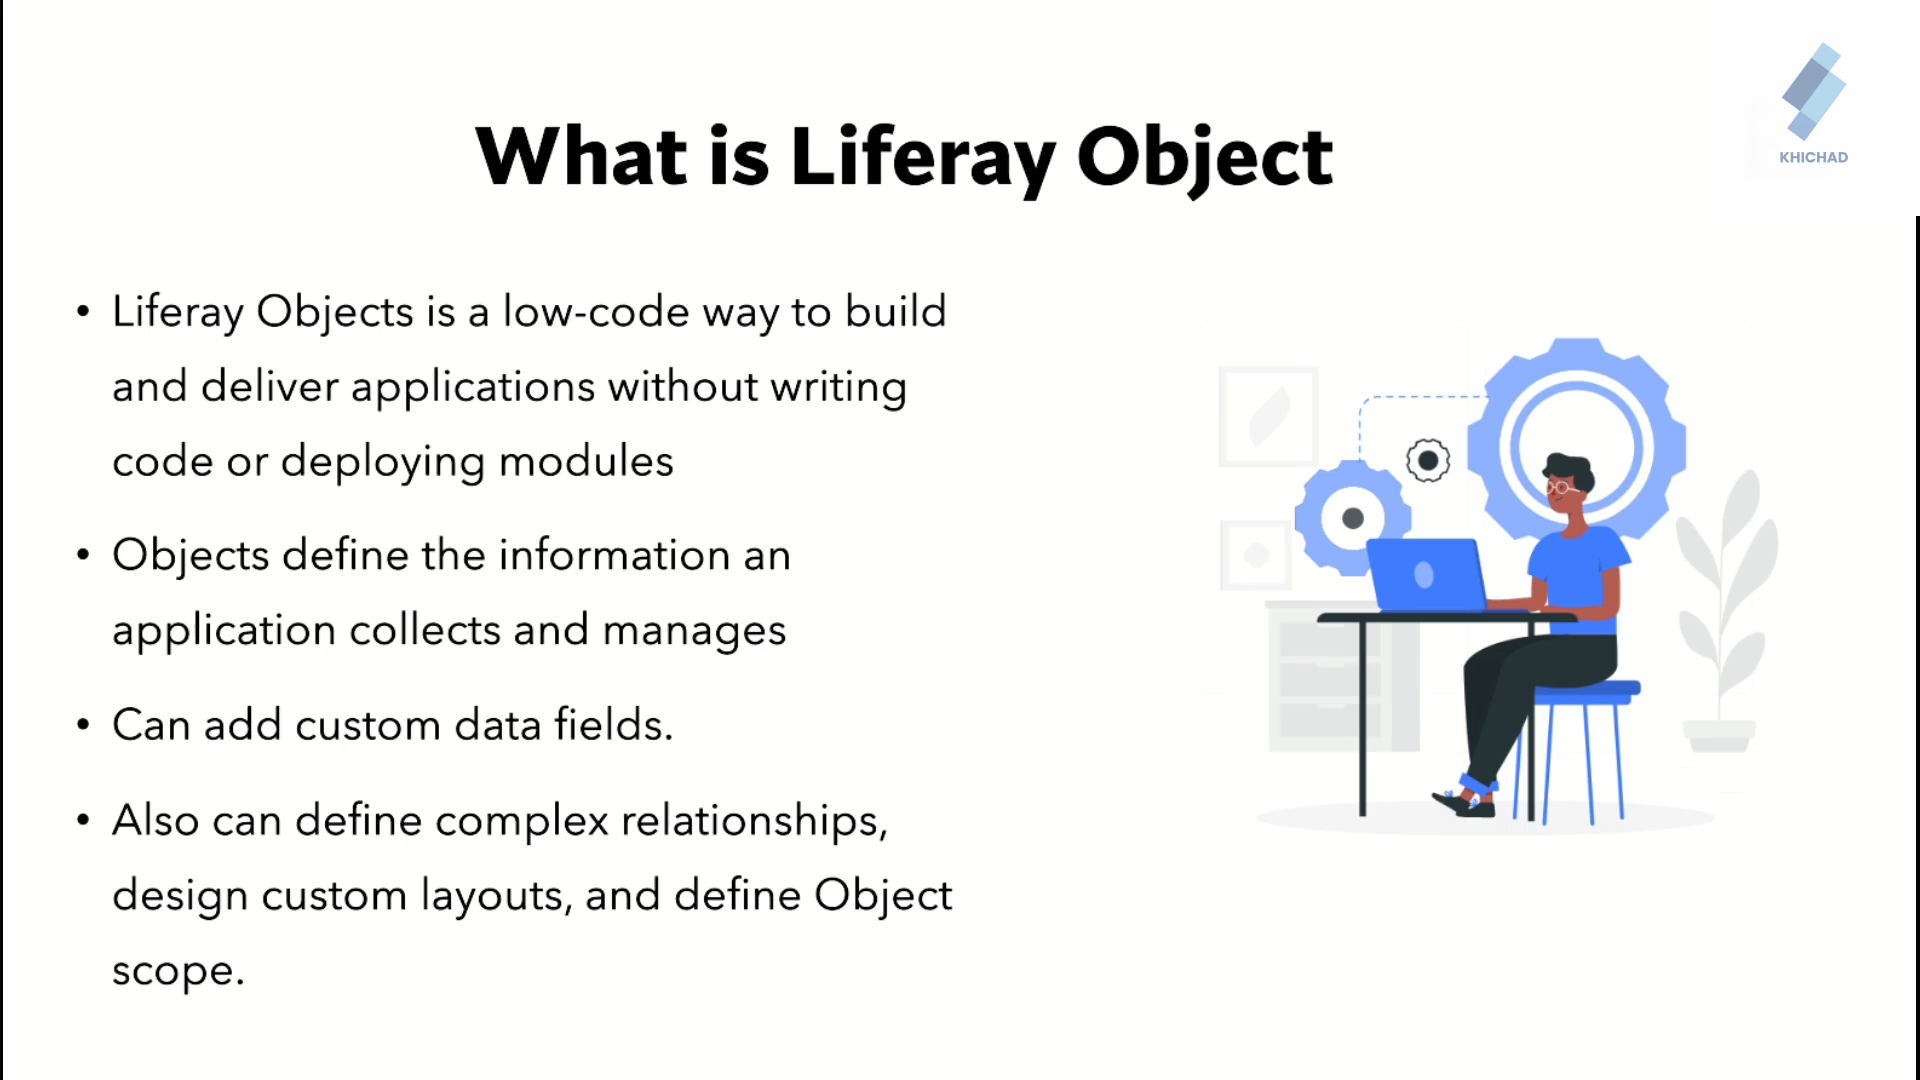 KHICHAD
What is Liferay Object
• Liferay Objects is a low-code way to build
and deliver applications without writing
code or deploying modules
• Objects define the information an
application collects and manages
• Can add custom data fields.
• Also can define complex relationships,
design custom layouts, and define Object
scope.